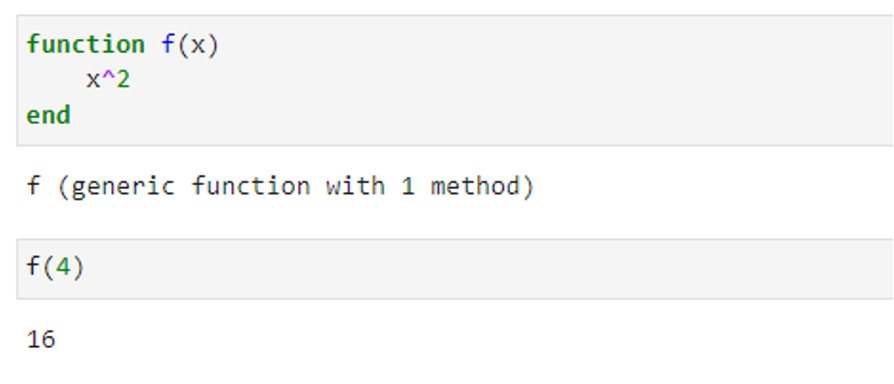 function f(x)
    x^2
end
f (generic function with 1 method)
f(4)
16